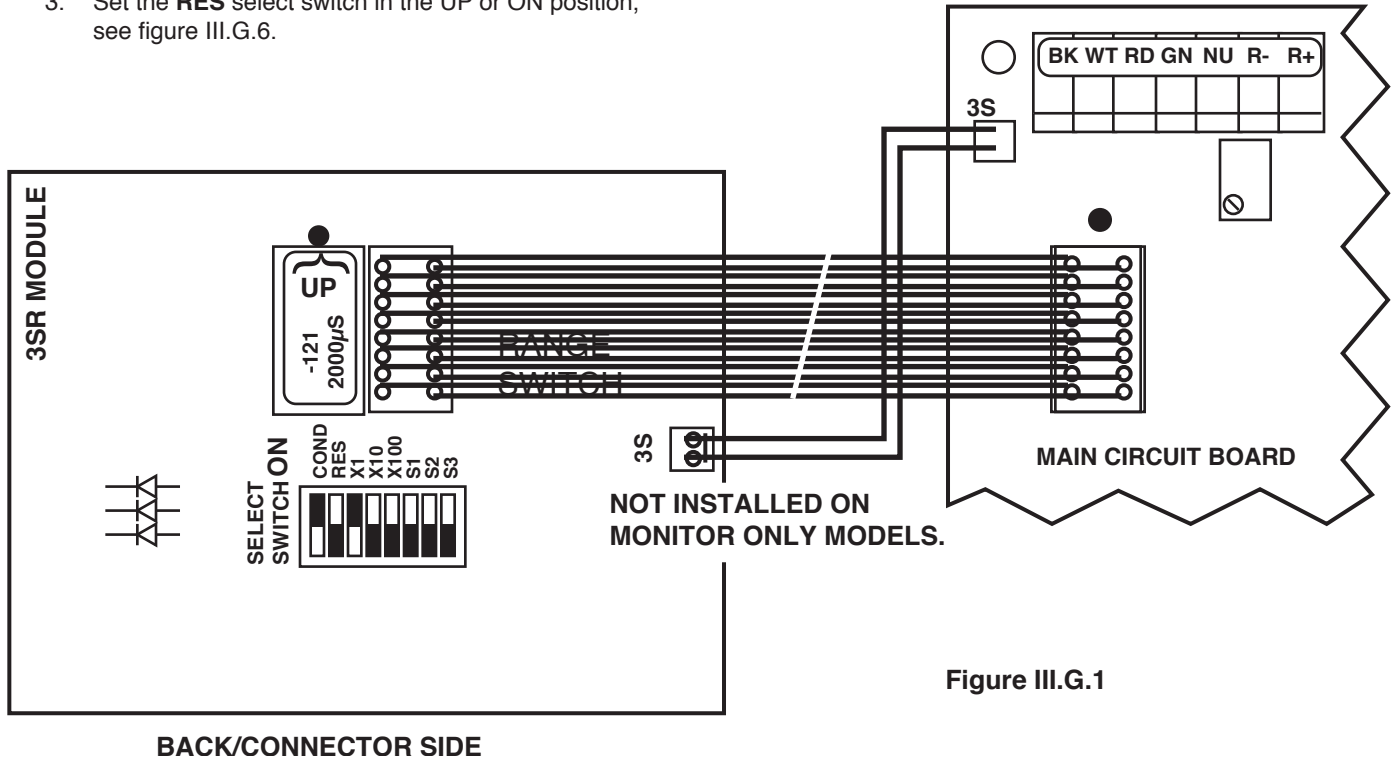 3. Set the RES select switch in the UP or ON position,
see figure III.G.6.
BK WT RD GN NU R- R+
3S
3SR MODULE
UP
-121
2000µS
RANGE
SWITCH
3S
MAIN CIRCUIT BOARD
SELECT
SWITCH
ON
COND
RES
X1
X10
X100
S1
S2
S3
NOT INSTALLED ON
MONITOR ONLY MODELS.
Figure III.G.1
BACK/CONNECTOR SIDE